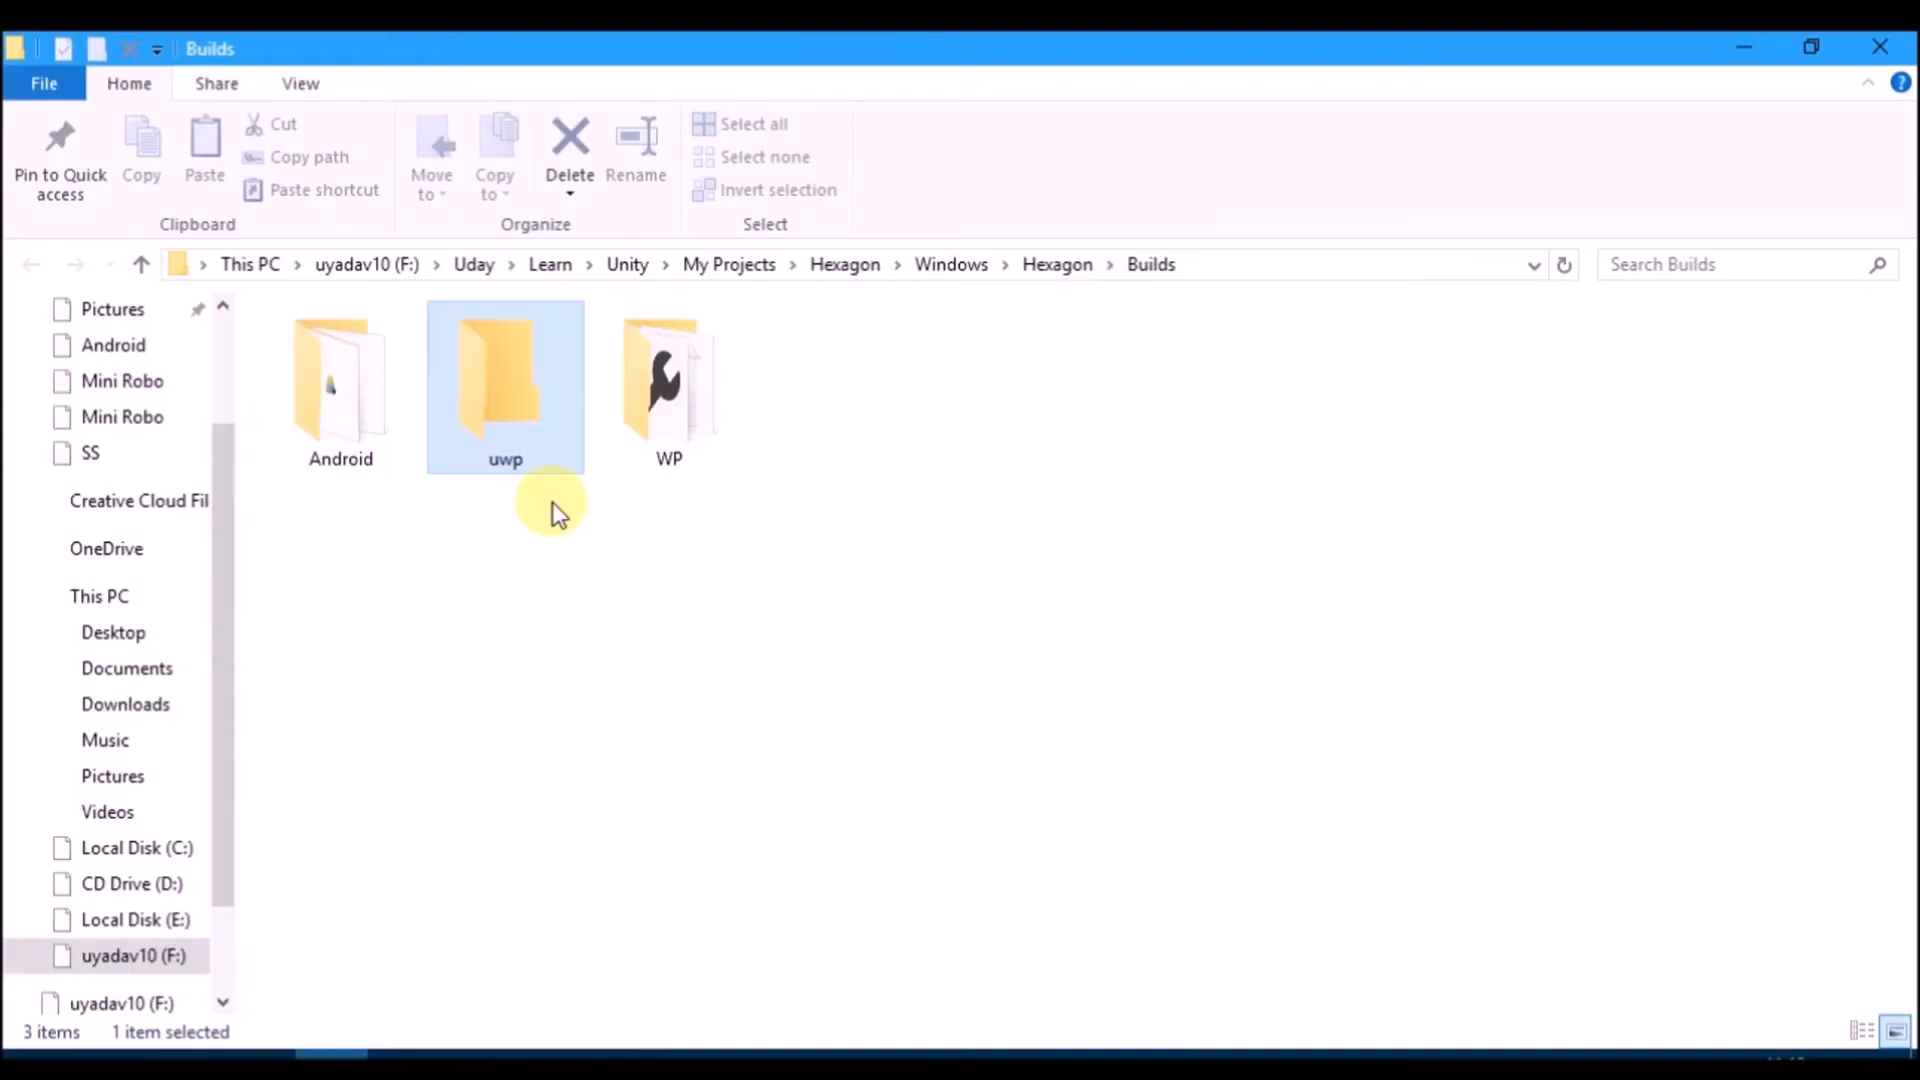 Builds
File Home Share View
Pin to Quick access
Copy
Paste
Cut
Copy path
Paste shortcut
Clipboard
Move to
Copy to
Delete
Rename
Organize
Select all
Select none
Invert selection
Select
This PC > uyadav10 (F:) > Uday > Learn > Unity > My Projects > Hexagon > Windows > Hexagon > Builds
Search Builds
Pictures
Android
Mini Robo
Mini Robo
SS
Creative Cloud Fil
OneDrive
This PC
Desktop
Documents
Downloads
Music
Pictures
Videos
Local Disk (C:)
CD Drive (D:)
Local Disk (E:)
uyadav10 (F:)
uyadav10 (F:)
Android
uwp
WP
3 items 1 item selected